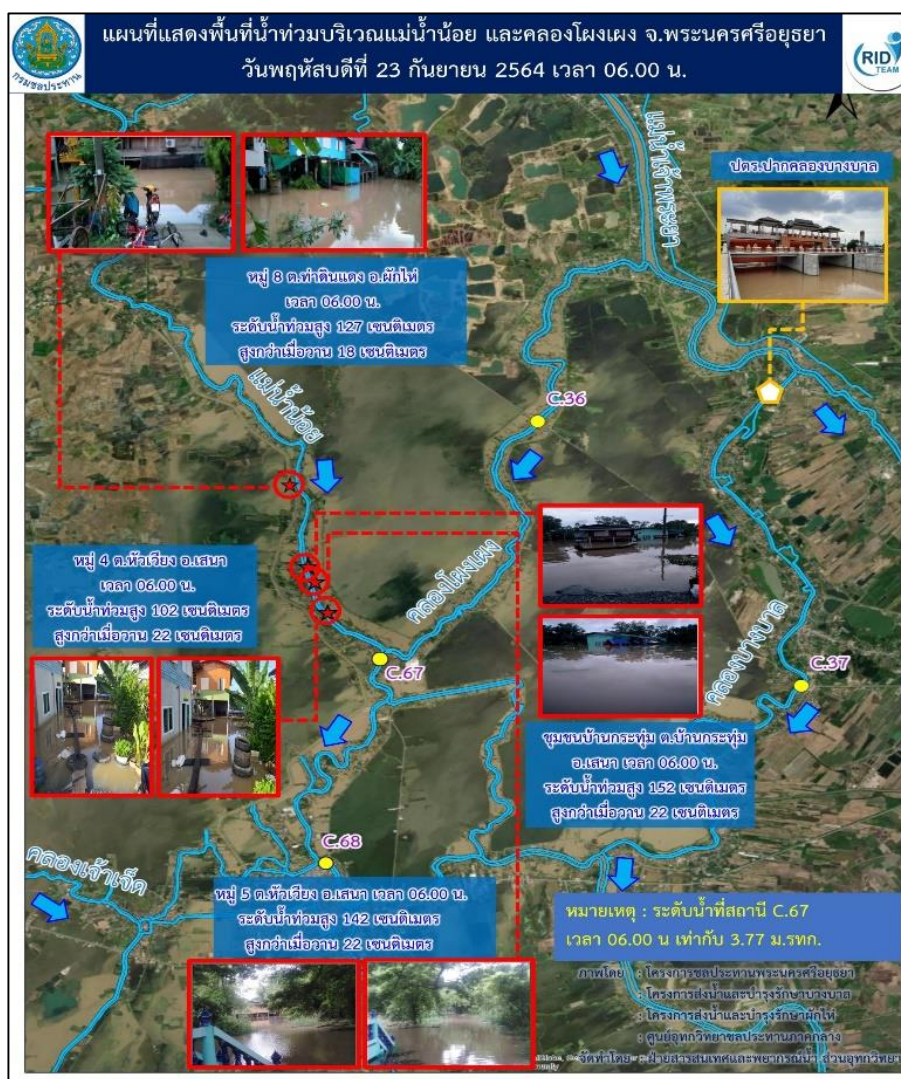 แผนที่แสดงพื้นที่น้ำท่วมบริเวณแม่น้ำน้อย และคลองโผงเผง จ.พระนครศรีอยุธยา
วันพฤหัสบดีที่ 23 กันยายน 2564 เวลา 06.00 น.
กรมชลประทาน
RID
TEAM
แม่น้ำเจ้าพระยา
ปตร.ปากคลองบางบาล
หมู่ 8 ต.ท่าดินแดง อ.ผักไห่
เวลา 06.00 น.
ระดับน้ำท่วมสูง 127 เซนติเมตร
สูงกว่าเมื่อวาน 18 เซนติเมตร
แม่น้ำน้อย
C.36
หมู่ 4 ต.หัวเวียง อ.เสนา
เวลา 06.00 น.
ระดับน้ำท่วมสูง 102 เซนติเมตร
สูงกว่าเมื่อวาน 22 เซนติเมตร
คลองโผงเผง
คลองบางบาล
C.67
C.37
ชุมชนบ้านกระทุ่ม ต.บ้านกระทุ่ม
อ.เสนา เวลา 06.00 น.
ระดับน้ำท่วมสูง 152 เซนติเมตร
สูงกว่าเมื่อวาน 22 เซนติเมตร
C.68
คลองเจ้าเจ็ด
หมู่ 5 ต.หัวเวียง อ.เสนา เวลา 06.00 น.
ระดับน้ำท่วมสูง 142 เซนติเมตร
สูงกว่าเมื่อวาน 22 เซนติเมตร
หมายเหตุ : ระดับน้ำที่สถานี C.67
เวลา 06.00 น เท่ากับ 3.77 ม.รทก.
ภาพโดย : โครงการชลประทานพระนครศรีอยุธยา
: โครงการส่งน้ำและบำรุงรักษาบางบาล
: โครงการส่งน้ำและบำรุงรักษาผักไห่
: ศูนย์อุทกวิทยาชลประทานภาคกลาง
จัดทำโดย : ฝ่ายสารสนเทศและพยากรณ์น้ำ ส่วนอุทกวิทยา